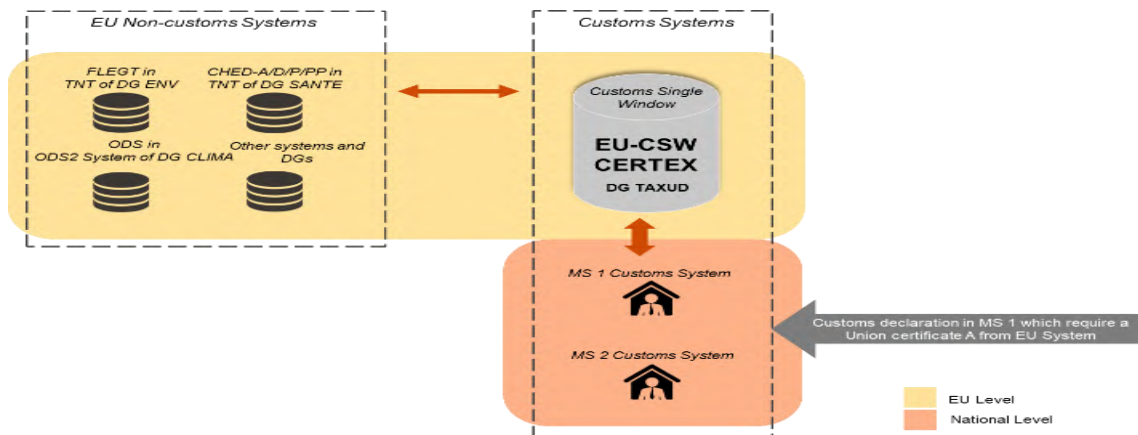 EU Non-customs Systems
Customs Systems
FLEGT in
TNT of DG ENV
CHED-A/D/P/PP in
TNT of DG SANTE
ODS in
ODS2 System of DG CLIMA
Other systems and
DGs
Customs Single
Window
EU-CSW
CERTEX
DG TAXUD
MS 1 Customs System
MS 2 Customs System
Customs declaration in MS 1 which require a
Union certificate A from EU System
EU Level
National Level